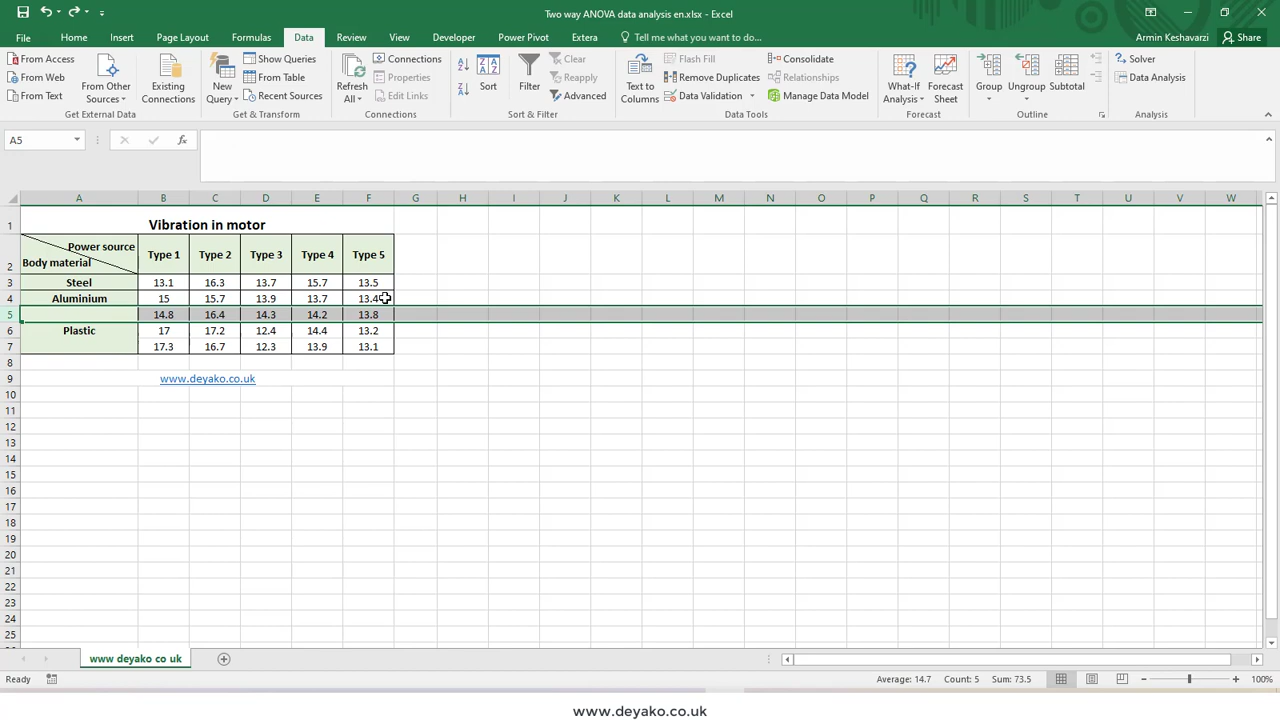 Two way ANOVA data analysis en.xlsx - Excel
Armin Keshavarzi
Share
File Home Insert Page Layout Formulas Data Review View Developer Power Pivot Extera Tell me what you want to do...
From Access
From Web
From Text
From Other Sources
Existing Connections
Get External Data
New Query
Show Queries
From Table
Recent Sources
Get & Transform
Refresh All
Connections
Properties
Edit Links
Connections
Sort
Filter
Clear
Reapply
Advanced
Sort & Filter
Text to Columns
Flash Fill
Remove Duplicates
Data Validation
Consolidate
Relationships
Manage Data Model
Data Tools
What-If Analysis
Forecast Sheet
Forecast
Group
Ungroup
Subtotal
Outline
Solver
Data Analysis
Analysis
A5
fx
A B C D E F G H I J K L M N O P Q R S T U V W
1 Vibration in motor
2 Power source Body material Type 1 Type 2 Type 3 Type 4 Type 5
3 Steel 13.1 16.3 13.7 15.7 13.5
4 Aluminium 15 15.7 13.9 13.7 13.4
5 14.8 16.4 14.3 14.2 13.8
6 Plastic 17 17.2 12.4 14.4 13.2
7 17.3 16.7 12.3 13.9 13.1
8
9 www.deyako.co.uk
10
11
12
13
14
15
16
17
18
19
20
21
22
23
24
25
www deyako co uk
Ready
Average: 14.7 Count: 5 Sum: 73.5
100%
www.deyako.co.uk